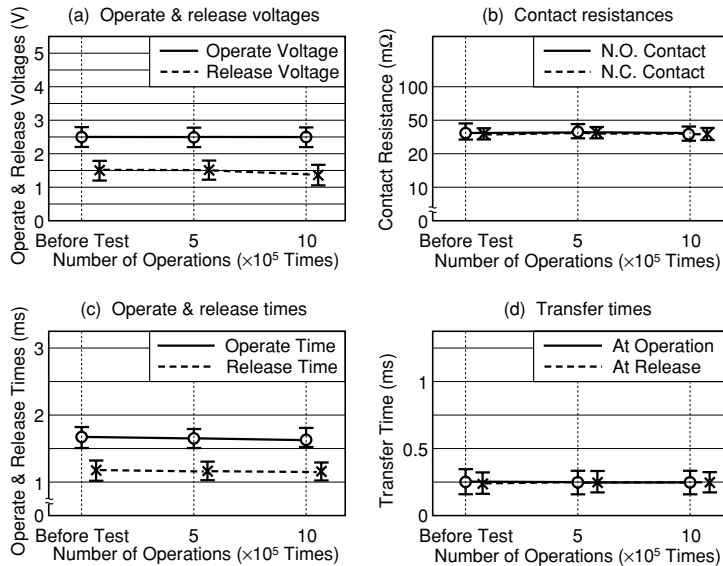 (a) Operate & release voltages
Operate & Release Voltages (V)
5
4
3
2
1
0
Operate Voltage
Release Voltage
Before Test
5
10
Number of Operations (×10⁵ Times)
(b) Contact resistances
Contact Resistance (mΩ)
100
50
20
10
0
N.O. Contact
N.C. Contact
Before Test
5
10
Number of Operations (×10⁵ Times)
(c) Operate & release times
Operate & Release Times (ms)
3
2
1
0
Operate Time
Release Time
Before Test
5
10
Number of Operations (×10⁵ Times)
(d) Transfer times
Transfer Time (ms)
1
0.5
0
At Operation
At Release
Before Test
5
10
Number of Operations (×10⁵ Times)